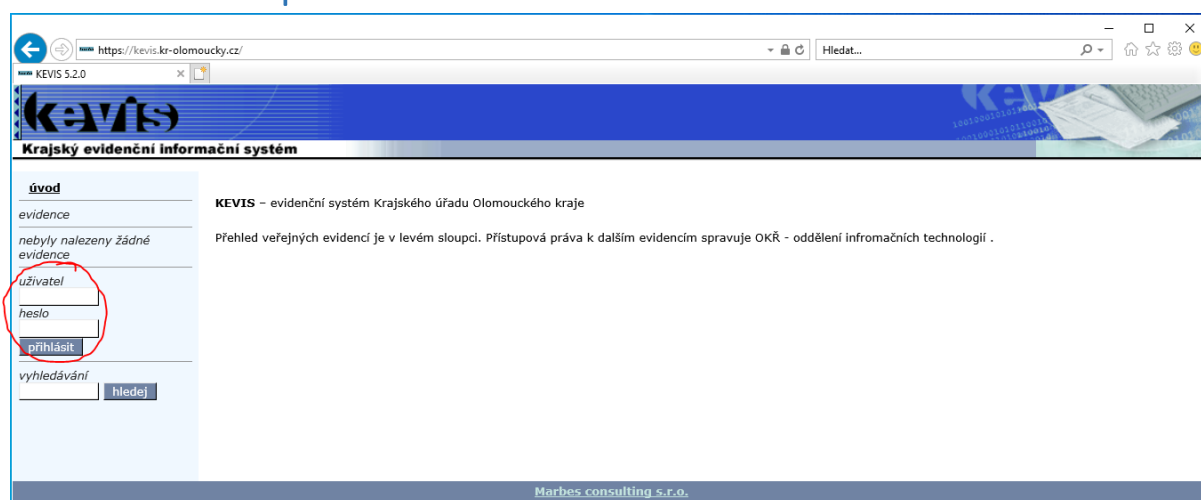 https://kevis.kr-olomoucky.cz/
Hledat...
KEVIS 5.2.0
kevis
Krajský evidenční informační systém
úvod
evidence
nebyly nalezeny žádné
evidence
uživatel
heslo
přihlásit
vyhledávání
hledej
KEVIS – evidenční systém Krajského úřadu Olomouckého kraje
Přehled veřejných evidencí je v levém sloupci. Přístupová práva k dalším evidencím spravuje OKŘ - oddělení infromačních technologií .
Marbes consulting s.r.o.